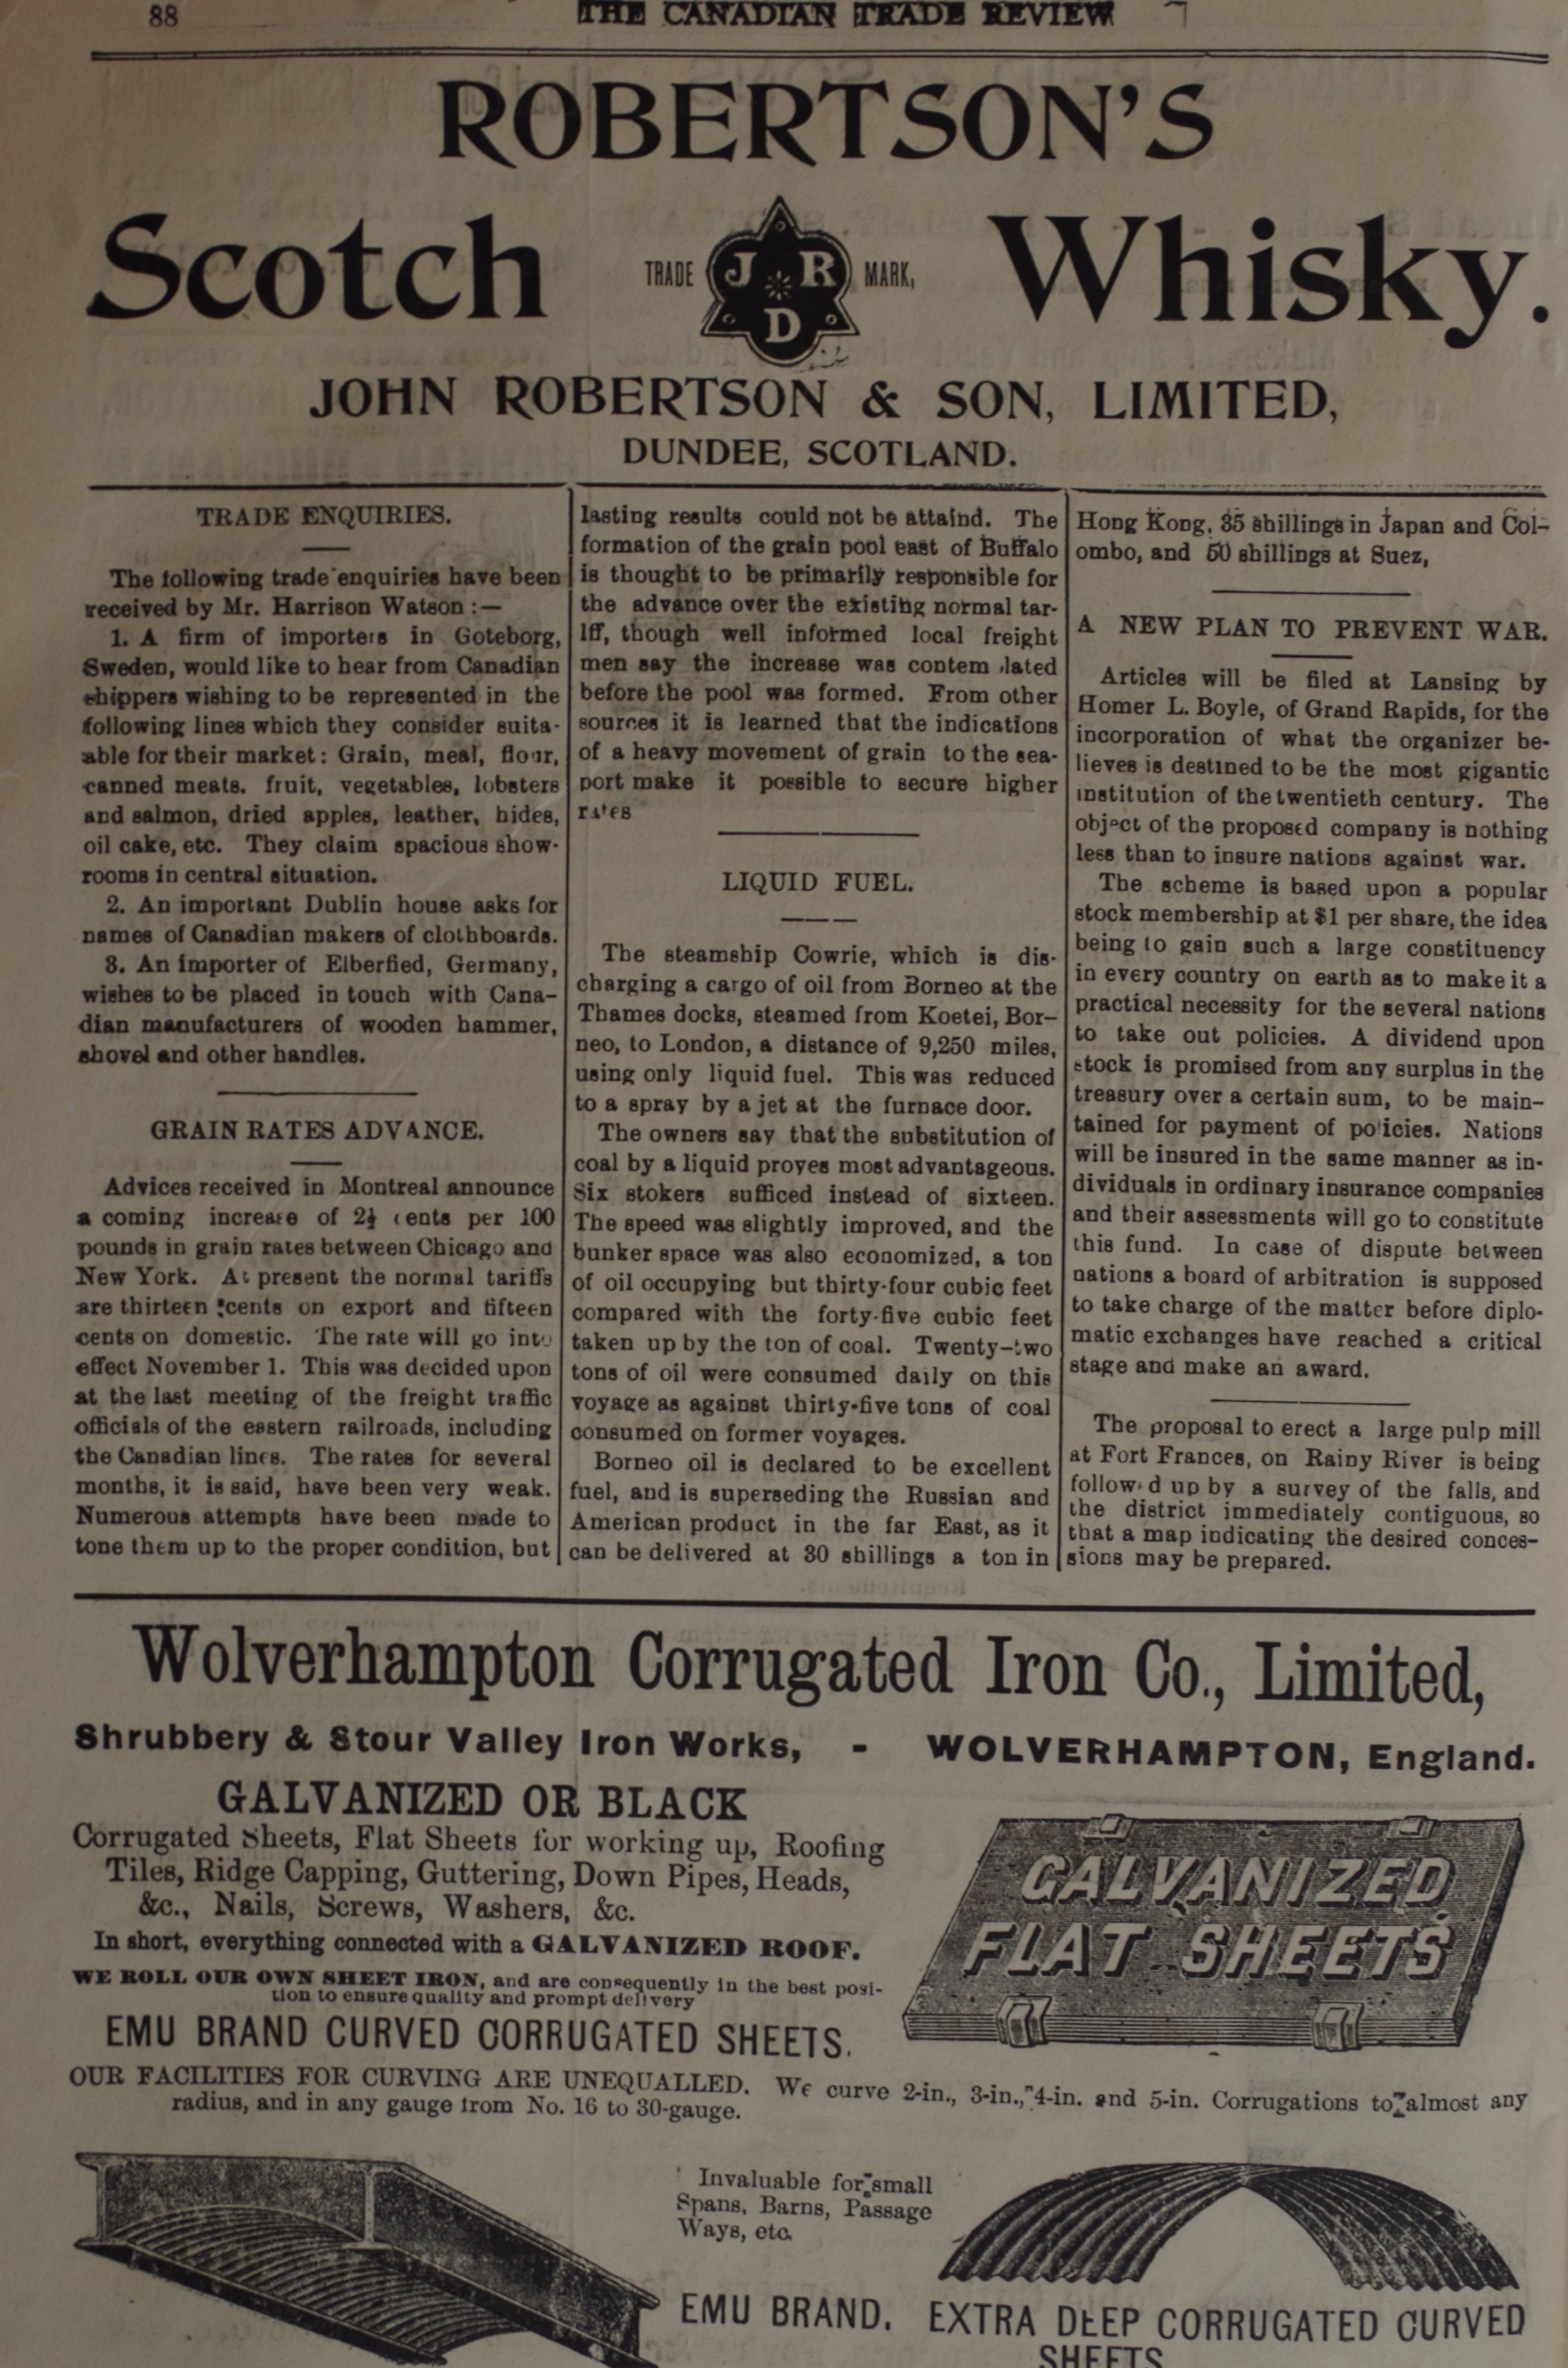 88
THE CANADIAN TRADE REVIEW
ROBERTSON'S
Scotch Whisky.
TRADE MARK,
J R
D
JOHN ROBERTSON & SON, LIMITED,
DUNDEE, SCOTLAND.
TRADE ENQUIRIES.
The following trade enquiries have been
received by Mr. Harrison Watson :—
1. A firm of importers in Goteborg,
Sweden, would like to hear from Canadian
shippers wishing to be represented in the
following lines which they consider suita-
able for their market: Grain, meal, flour,
canned meats. fruit, vegetables, lobsters
and salmon, dried apples, leather, hides,
oil cake, etc. They claim spacious show-
rooms in central situation.
2. An important Dublin house asks for
names of Canadian makers of clothboards.
3. An importer of Elberfied, Germany,
wishes to be placed in touch with Cana-
dian manufacturers of wooden hammer,
shovel and other handles.
GRAIN RATES ADVANCE.
Advices received in Montreal announce
a coming increase of 2½ cents per 100
pounds in grain rates between Chicago and
New York. At present the normal tariffs
are thirteen cents on export and fifteen
cents on domestic. The rate will go into
effect November 1. This was decided upon
at the last meeting of the freight traffic
officials of the eastern railroads, including
the Canadian lines. The rates for several
months, it is said, have been very weak.
Numerous attempts have been made to
tone them up to the proper condition, but
lasting results could not be attaind. The
formation of the grain pool east of Buffalo
is thought to be primarily responsible for
the advance over the existing normal tar-
iff, though well informed local freight
men say the increase was contem lated
before the pool was formed. From other
sources it is learned that the indications
of a heavy movement of grain to the sea-
port make it possible to secure higher
rates
LIQUID FUEL.
The steamship Cowrie, which is dis-
charging a cargo of oil from Borneo at the
Thames docks, steamed from Koetei, Bor-
neo, to London, a distance of 9,250 miles,
using only liquid fuel. This was reduced
to a spray by a jet at the furnace door.
The owners say that the substitution of
coal by a liquid proves most advantageous.
Six stokers sufficed instead of sixteen.
The speed was slightly improved, and the
bunker space was also economized, a ton
of oil occupying but thirty-four cubic feet
compared with the forty-five cubic feet
taken up by the ton of coal. Twenty-two
tons of oil were consumed daily on this
voyage as against thirty-five tons of coal
consumed on former voyages.
Borneo oil is declared to be excellent
fuel, and is superseding the Russian and
American product in the far East, as it
can be delivered at 30 shillings a ton in
Hong Kong, 35 shillings in Japan and Col-
ombo, and 50 shillings at Suez,
A NEW PLAN TO PREVENT WAR.
Articles will be filed at Lansing by
Homer L. Boyle, of Grand Rapids, for the
incorporation of what the organizer be-
lieves is destined to be the most gigantic
institution of the twentieth century. The
object of the proposed company is nothing
less than to insure nations against war.
The scheme is based upon a popular
stock membership at $1 per share, the idea
being to gain such a large constituency
in every country on earth as to make it a
practical necessity for the several nations
to take out policies. A dividend upon
stock is promised from any surplus in the
treasury over a certain sum, to be main-
tained for payment of policies. Nations
will be insured in the same manner as in-
dividuals in ordinary insurance companies
and their assessments will go to constitute
this fund. In case of dispute between
nations a board of arbitration is supposed
to take charge of the matter before diplo-
matic exchanges have reached a critical
stage and make an award.
The proposal to erect a large pulp mill
at Fort Frances, on Rainy River is being
follow d up by a survey of the falls, and
the district immediately contiguous, so
that a map indicating the desired conces-
sions may be prepared.
Wolverhampton Corrugated Iron Co., Limited,
Shrubbery & Stour Valley Iron Works, - WOLVERHAMPTON, England.
GALVANIZED OR BLACK
Corrugated Sheets, Flat Sheets for working up, Roofing
Tiles, Ridge Capping, Guttering, Down Pipes, Heads,
&c., Nails, Screws, Washers, &c.
In short, everything connected with a GALVANIZED ROOF.
WE ROLL OUR OWN SHEET IRON, and are consequently in the best posi-
tion to ensure quality and prompt delivery
GALVANIZED
FLAT SHEETS
EMU BRAND CURVED CORRUGATED SHEETS.
OUR FACILITIES FOR CURVING ARE UNEQUALLED. We curve 2-in., 3-in., 4-in. and 5-in. Corrugations to almost any
radius, and in any gauge from No. 16 to 30-gauge.
Invaluable for small
Spans, Barns, Passage
Ways, etc.
EMU BRAND. EXTRA DEEP CORRUGATED CURVED
SHEETS